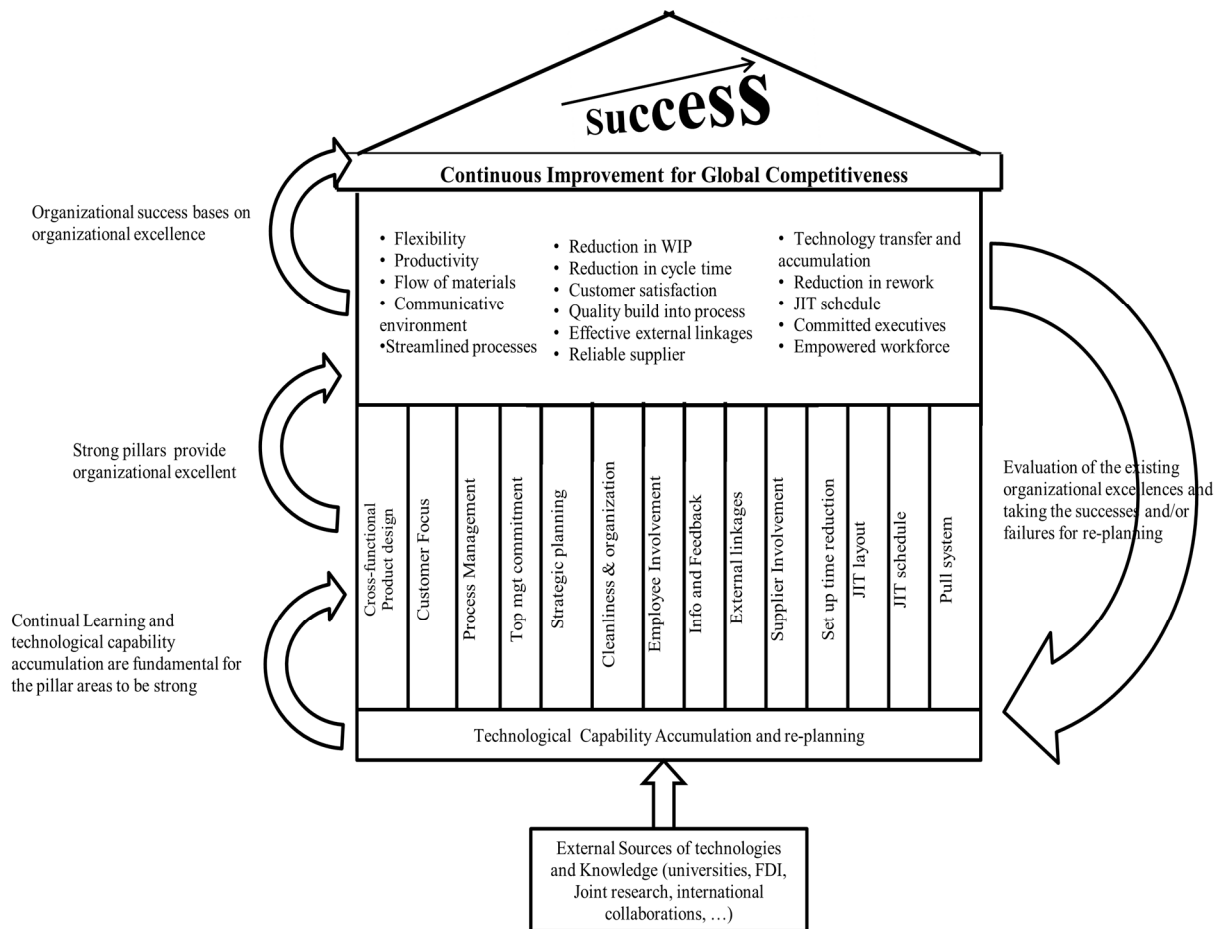 Success
Continuous Improvement for Global Competitiveness
Organizational success bases on
organizational excellence
• Flexibility
• Productivity
• Flow of materials
• Communicative
environment
•Streamlined processes
• Reduction in WIP
• Reduction in cycle time
• Customer satisfaction
• Quality build into process
• Effective external linkages
• Reliable supplier
• Technology transfer and
accumulation
• Reduction in rework
• JIT schedule
• Committed executives
• Empowered workforce
Strong pillars provide
organizational excellent
Cross-functional
Product design
Customer Focus
Process Management
Top mgt commitment
Strategic planning
Cleanliness & organization
Employee Involvement
Info and Feedback
External linkages
Supplier Involvement
Set up time reduction
JIT layout
JIT schedule
Pull system
Evaluation of the existing
organizational excellences and
taking the successes and/or
failures for re-planning
Continual Learning and
technological capability
accumulation are fundamental for
the pillar areas to be strong
Technological Capability Accumulation and re-planning
External Sources of technologies
and Knowledge (universities, FDI,
Joint research, international
collaborations, …)